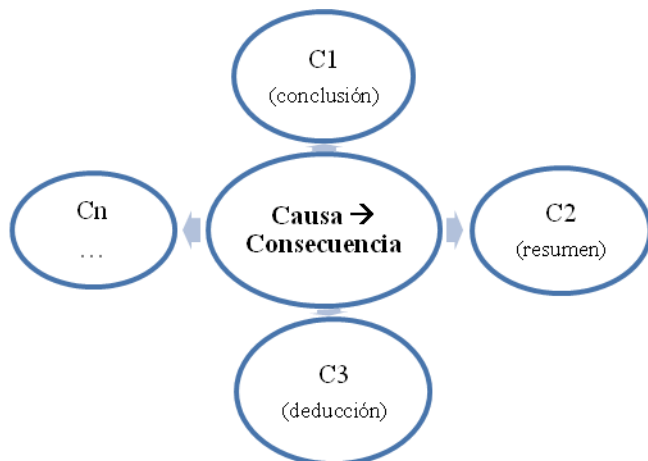 C1
(conclusión)
Cn
...
Causa →
Consecuencia
C2
(resumen)
C3
(deducción)